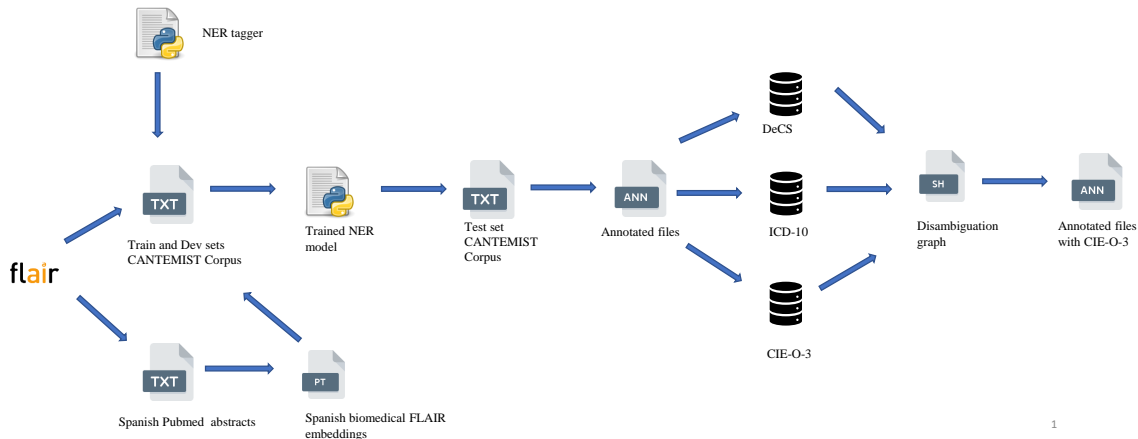 NER tagger
DeCS
TXT
TXT
ANN
SH
ANN
Train and Dev sets
CANTEMIST Corpus
Trained NER
model
Test set
CANTEMIST
Corpus
Annotated files
ICD-10
Disambiguation
graph
Annotated files
with CIE-O-3
flair
CIE-O-3
TXT
PT
Spanish Pubmed abstracts
Spanish biomedical FLAIR
embeddings
1